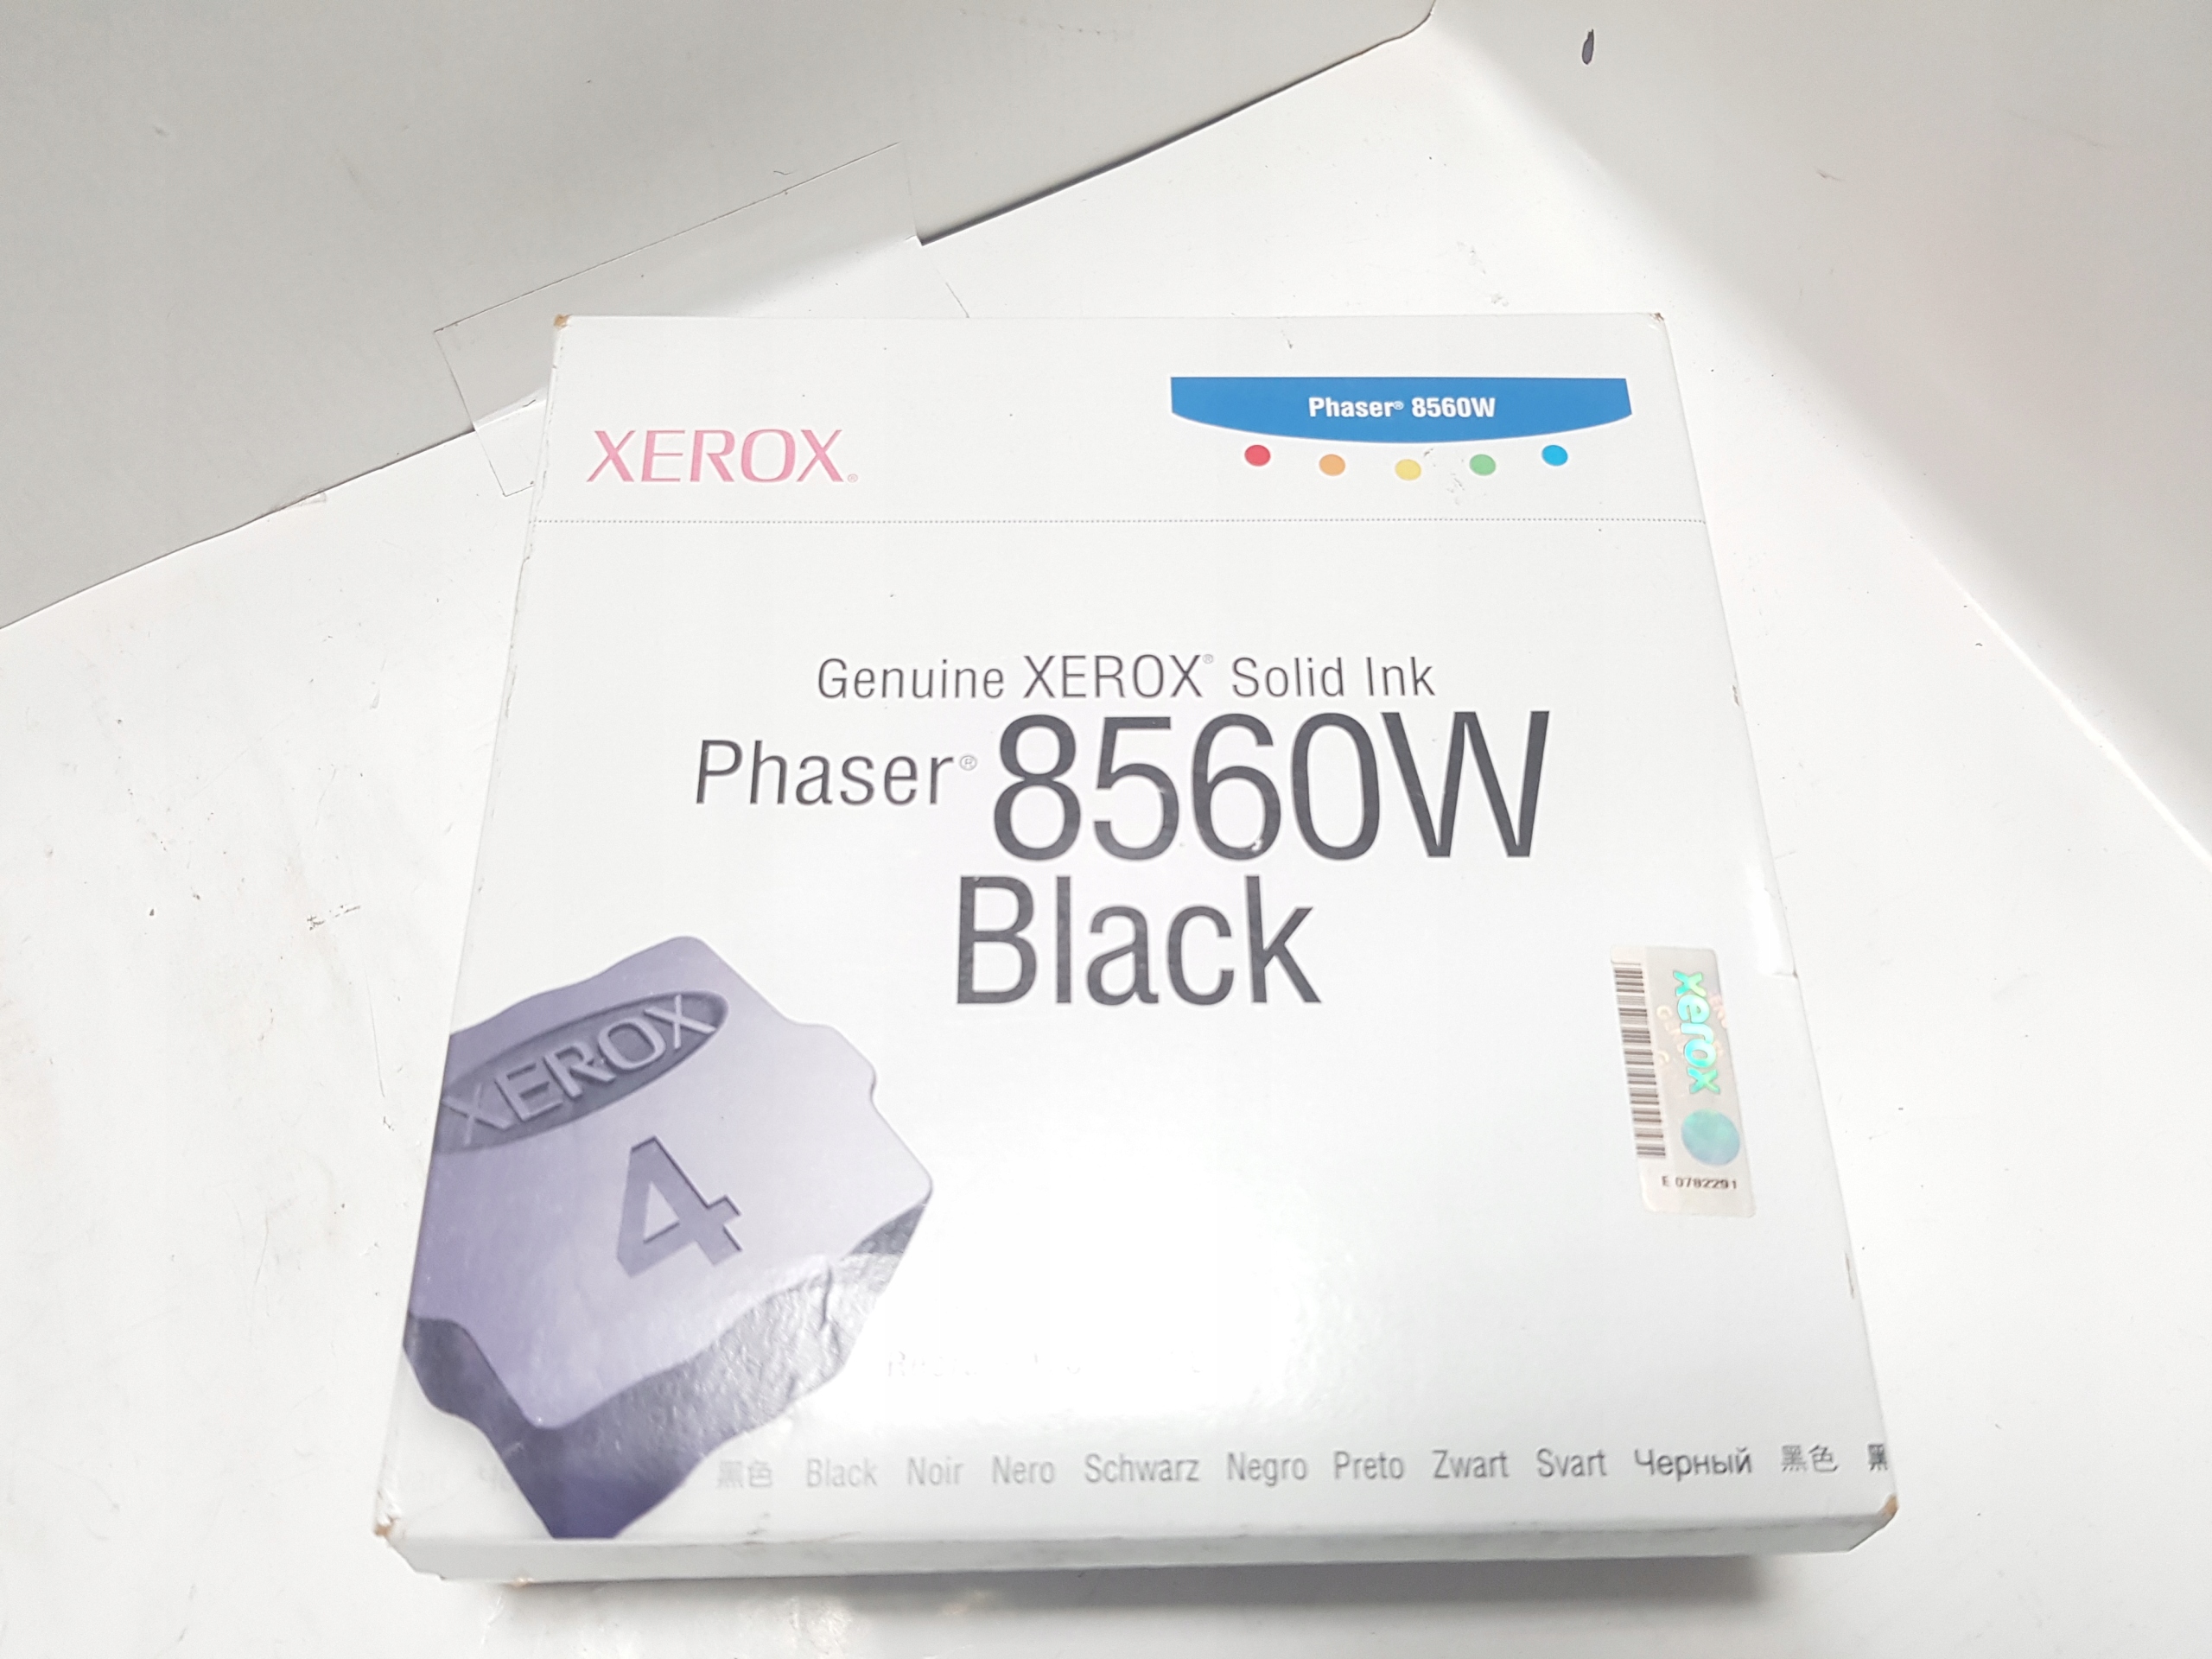 XEROX®
Phaser® 8560W
Genuine XEROX® Solid Ink
Phaser® 8560W
Black
XEROX
4
xerox
E 0782291
黑色 Black Noir Nero Schwarz Negro Preto Zwart Svart Черный 黑色 黑